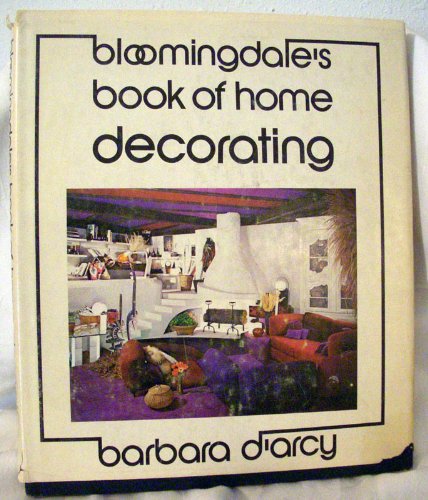 bloomingdale's
book of home
decorating
barbara d'arcy